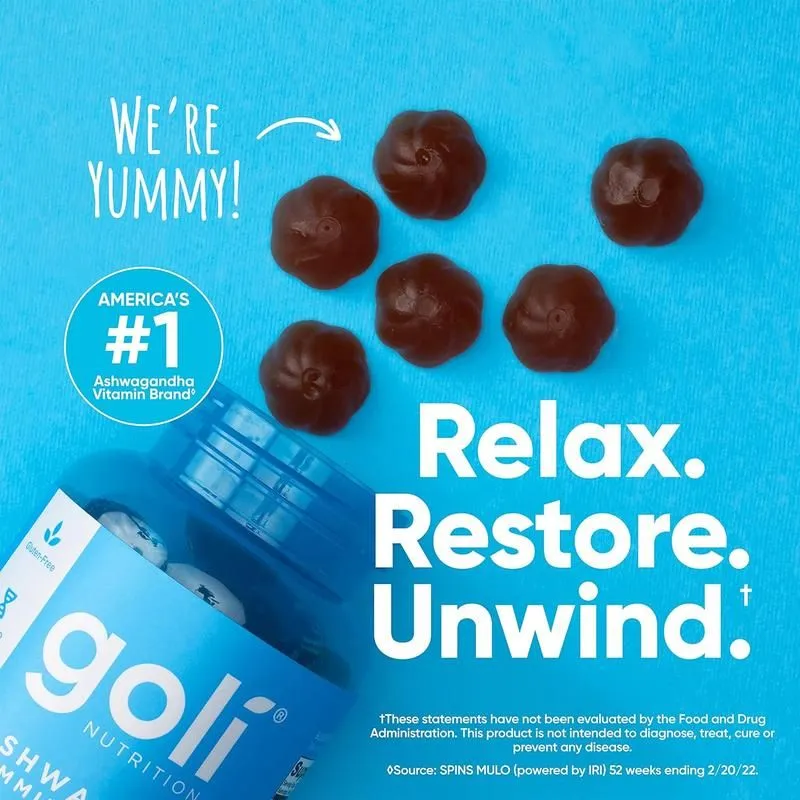 WE'RE
YUMMY!
AMERICA'S
#1
Ashwagandha
Vitamin Brand◊
Relax.
Restore.
Unwind.†
Gluten-Free
goli®
NUTRITION
†These statements have not been evaluated by the Food and Drug
Administration. This product is not intended to diagnose, treat, cure or
prevent any disease.
◊Source: SPINS MULO (powered by IRI) 52 weeks ending 2/20/22.